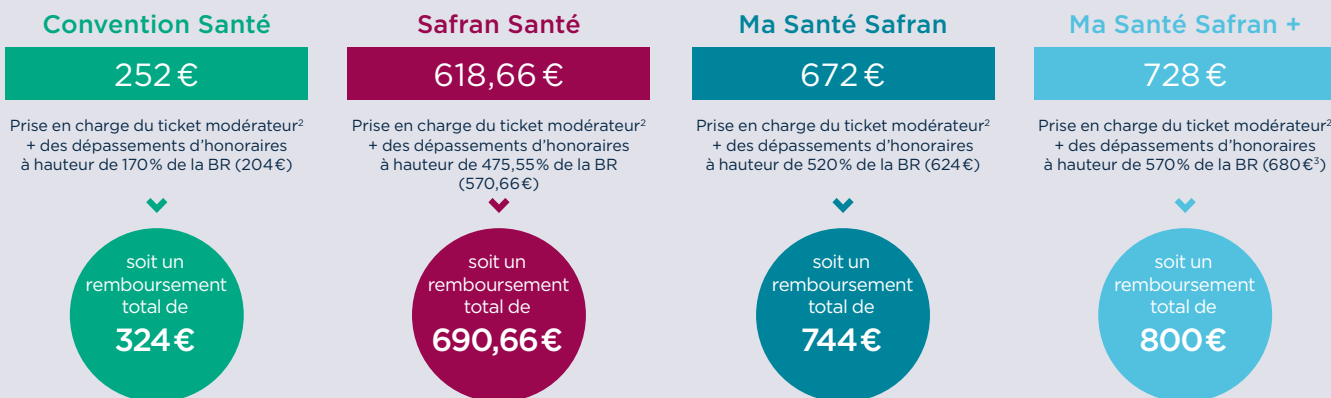 Convention Santé
252 €
Prise en charge du ticket modérateur²
+ des dépassements d’honoraires
à hauteur de 170% de la BR (204€)
soit un
remboursement
total de
324€
Safran Santé
618,66 €
Prise en charge du ticket modérateur²
+ des dépassements d’honoraires
à hauteur de 475,55% de la BR
(570,66€)
soit un
remboursement
total de
690,66€
Ma Santé Safran
672 €
Prise en charge du ticket modérateur²
+ des dépassements d’honoraires
à hauteur de 520% de la BR (624€)
soit un
remboursement
total de
744€
Ma Santé Safran +
728 €
Prise en charge du ticket modérateur²
+ des dépassements d’honoraires
à hauteur de 570% de la BR (680€³)
soit un
remboursement
total de
800€